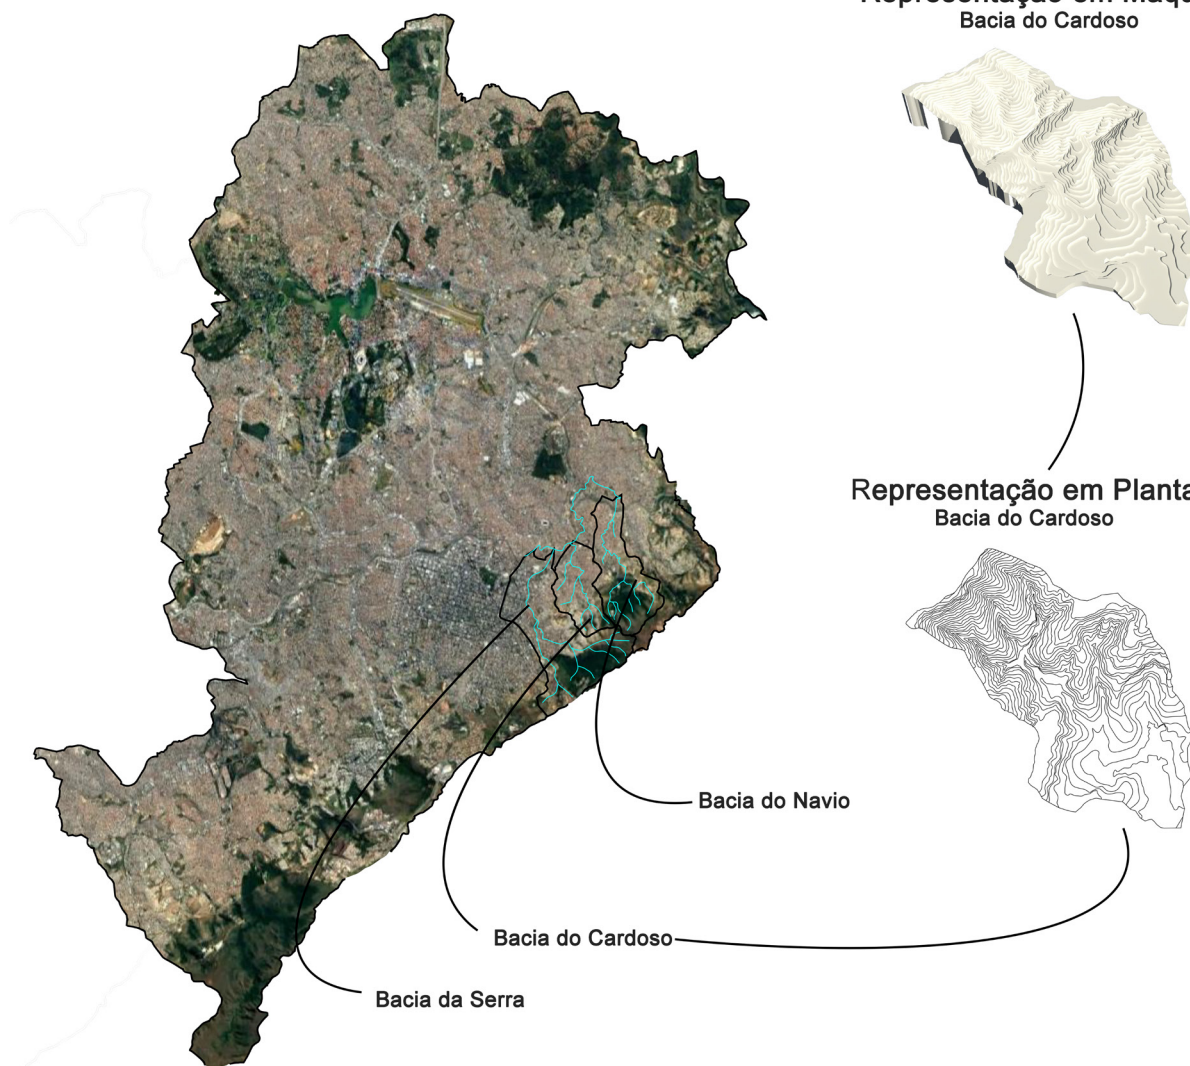 Bacia do Cardoso
Representação em Planta
Bacia do Cardoso
Bacia do Navio
Bacia do Cardoso
Bacia da Serra